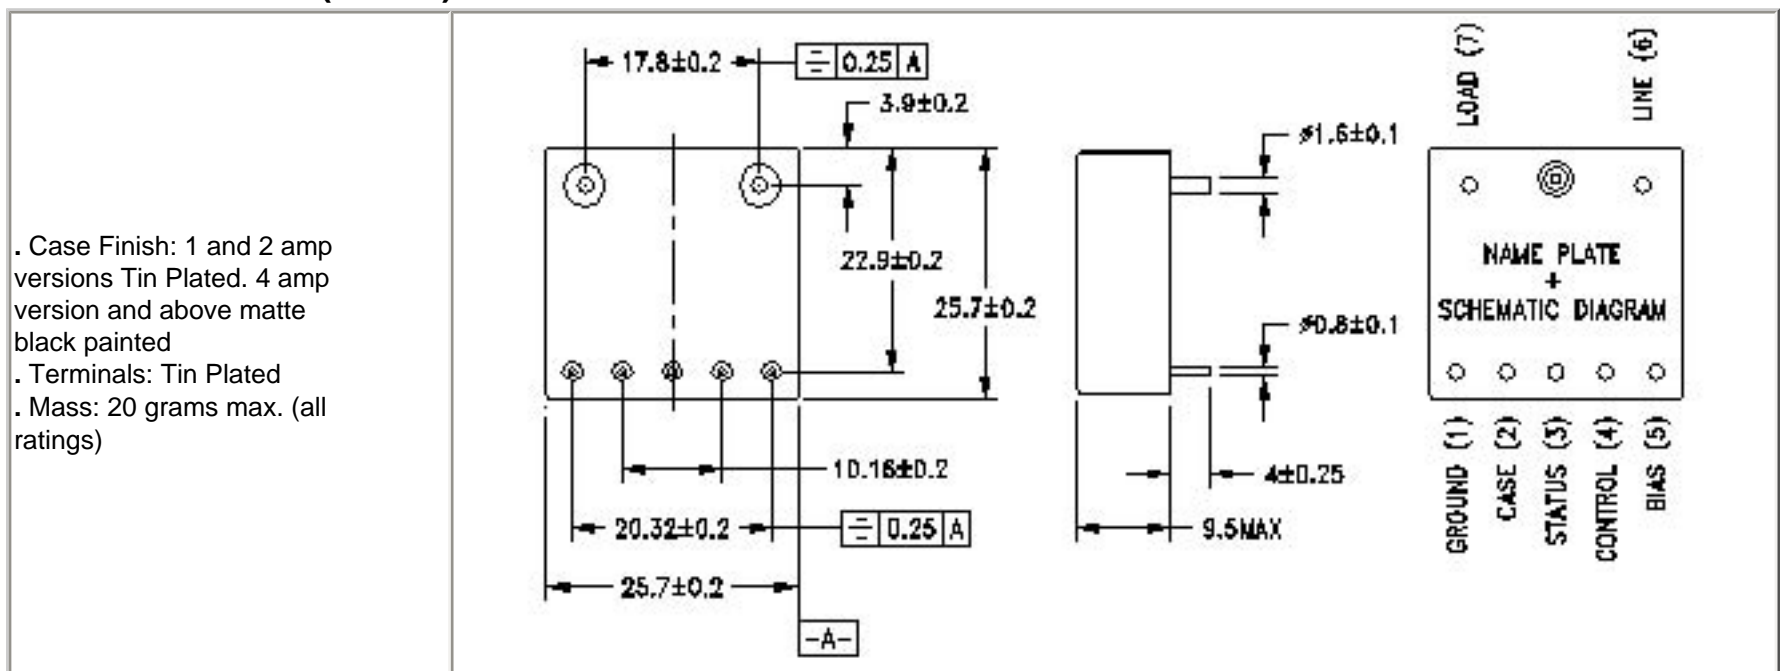 . Case Finish: 1 and 2 amp
versions Tin Plated. 4 amp
version and above matte
black painted
. Terminals: Tin Plated
. Mass: 20 grams max. (all
ratings)
17.8±0.2
0.25 A
3.9±0.2
22.9±0.2
25.7±0.2
10.16±0.2
20.32±0.2
0.25 A
25.7±0.2
-A-
ø1.6±0.1
ø0.8±0.1
4±0.25
9.5MAX
LOAD (7)
LINE (6)
NAME PLATE
+
SCHEMATIC DIAGRAM
GROUND (1)
CASE (2)
STATUS (3)
CONTROL (4)
BIAS (5)